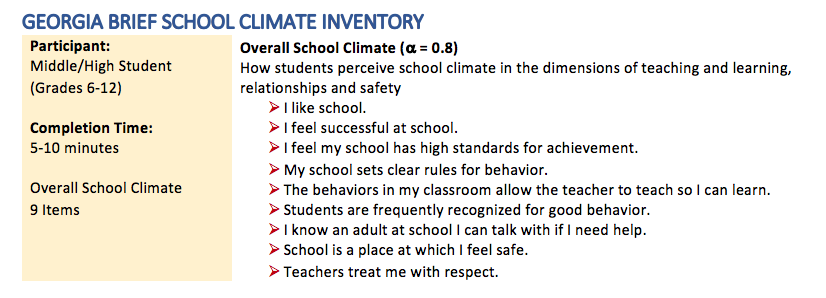 GEORGIA BRIEF SCHOOL CLIMATE INVENTORY
Participant:
Middle/High Student
(Grades 6-12)
Completion Time:
5-10 minutes
Overall School Climate
9 Items
Overall School Climate (α = 0.8)
How students perceive school climate in the dimensions of teaching and learning,
relationships and safety
➢ I like school.
➢ I feel successful at school.
➢ I feel my school has high standards for achievement.
➢ My school sets clear rules for behavior.
➢ The behaviors in my classroom allow the teacher to teach so I can learn.
➢ Students are frequently recognized for good behavior.
➢ I know an adult at school I can talk with if I need help.
➢ School is a place at which I feel safe.
➢ Teachers treat me with respect.